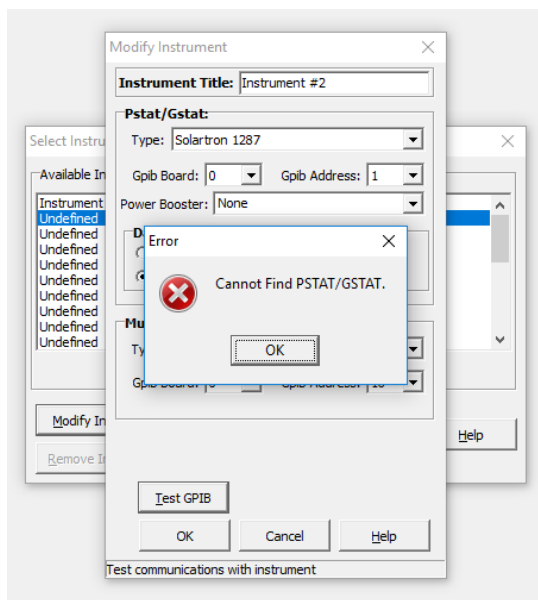 Modify Instrument
Instrument Title: Instrument #2
Pstat/Gstat:
Type: Solartron 1287
Gpib Board: 0 Gpib Address: 1
Power Booster: None
Select Instru
Available In
Instrument
Undefined
Undefined
Undefined
Undefined
Undefined
Undefined
Undefined
Undefined
Undefined
Error
Cannot Find PSTAT/GSTAT.
OK
Mu
Ty
Modify In
Remove In
Help
Test GPIB
OK Cancel Help
Test communications with instrument